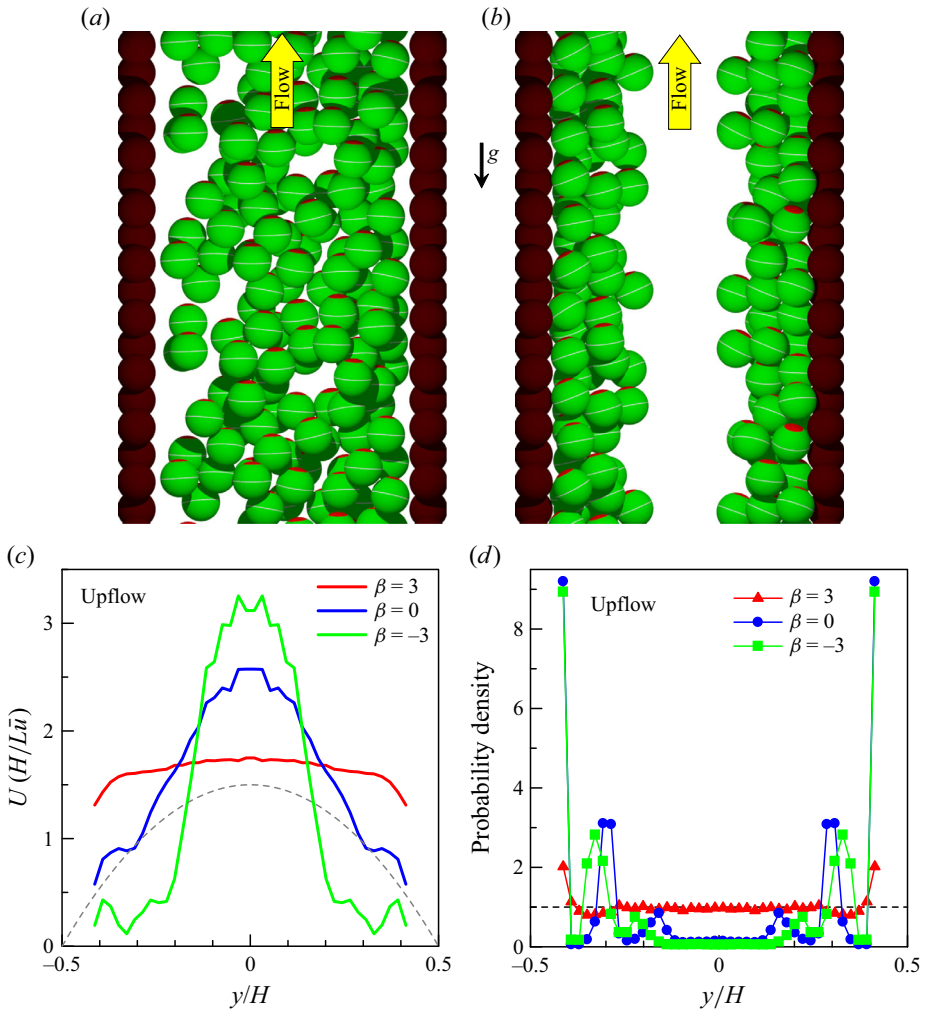 (a)
(b)
Flow
Flow
g
(c)
(d)
Upflow
β = 3
β = 0
β = –3
3
2
1
0
–0.5
0
0.5
U (H/Lū)
y/H
Upflow
β = 3
β = 0
β = –3
8
6
4
2
0
–0.5
0
0.5
Probability density
y/H